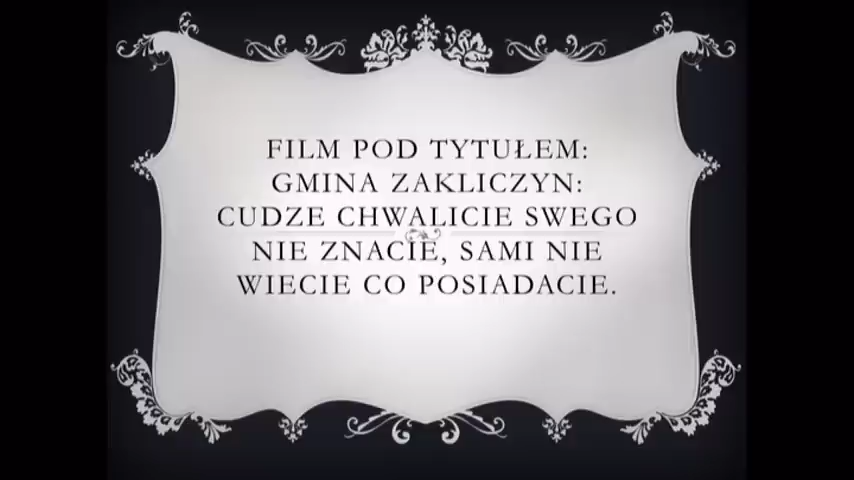 FILM POD TYTUŁEM:
GMINA ZAKLICZYN:
CUDZE CHWALICIE SWEGO
NIE ZNACIE, SAMI NIE
WIECIE CO POSIADACIE.